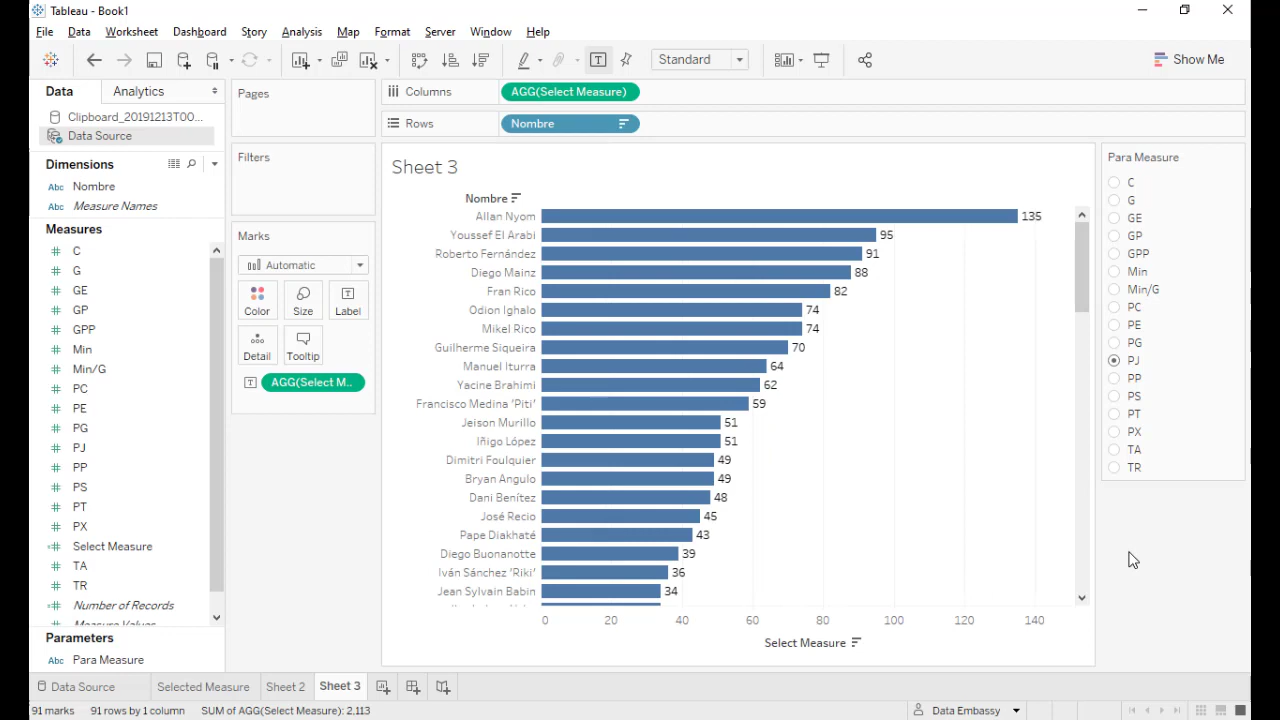 Tableau - Book1
File Data Worksheet Dashboard Story Analysis Map Format Server Window Help
Standard
Show Me
Data Analytics
Clipboard_20191213T00...
Data Source
Dimensions
Abc Nombre
Abc Measure Names
Measures
C
G
GE
GP
GPP
Min
Min/G
PC
PE
PG
PJ
PP
PS
PT
PX
Select Measure
TA
TR
Number of Records
Measure Values
Parameters
Abc Para Measure
Pages
Filters
Marks
Automatic
Color Size Label
Detail Tooltip
AGG(Select M..
Columns AGG(Select Measure)
Rows Nombre
Sheet 3
Nombre
Allan Nyom 135
Youssef El Arabi 95
Roberto Fernández 91
Diego Mainz 88
Fran Rico 82
Odion Ighalo 74
Mikel Rico 74
Guilherme Siqueira 70
Manuel Iturra 64
Yacine Brahimi 62
Francisco Medina 'Piti' 59
Jeison Murillo 51
Iñigo López 51
Dimitri Foulquier 49
Bryan Angulo 49
Dani Benítez 48
José Recio 45
Pape Diakhaté 43
Diego Buonanotte 39
Iván Sánchez 'Riki' 36
Jean Sylvain Babin 34
0 20 40 60 80 100 120 140
Select Measure
Para Measure
C
G
GE
GP
GPP
Min
Min/G
PC
PE
PG
PJ
PP
PS
PT
PX
TA
TR
Data Source Selected Measure Sheet 2 Sheet 3
91 marks 91 rows by 1 column SUM of AGG(Select Measure): 2,113 Data Embassy